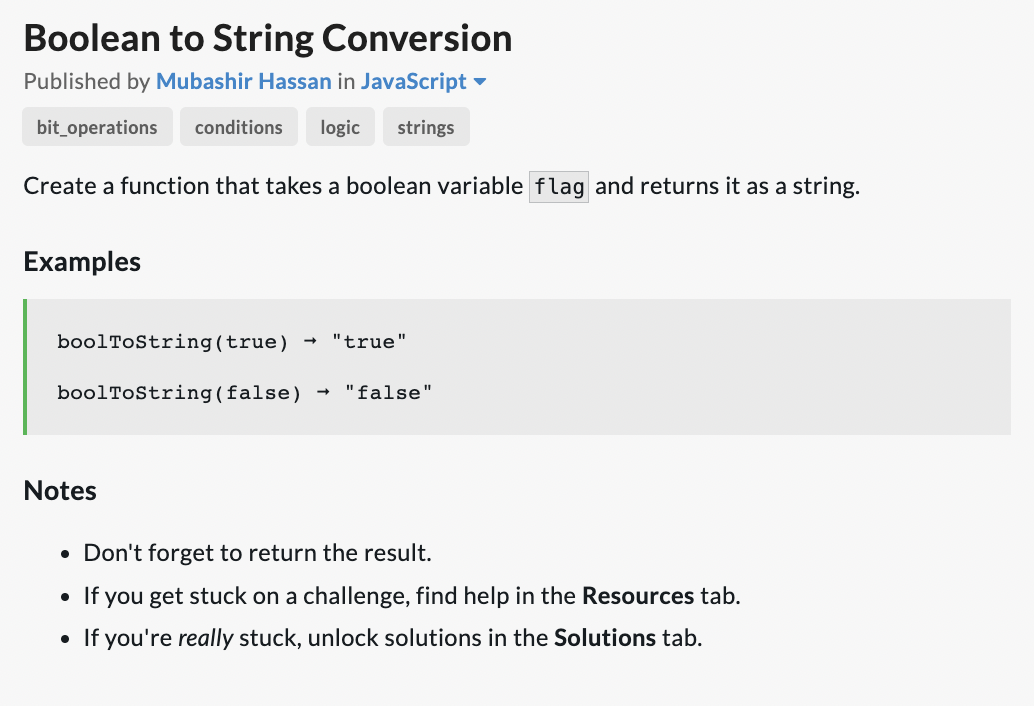 Boolean to String Conversion
Published by Mubashir Hassan in JavaScript
bit_operations conditions logic strings
Create a function that takes a boolean variable flag and returns it as a string.
Examples
boolToString(true) → "true"
boolToString(false) → "false"
Notes
• Don't forget to return the result.
• If you get stuck on a challenge, find help in the Resources tab.
• If you're really stuck, unlock solutions in the Solutions tab.